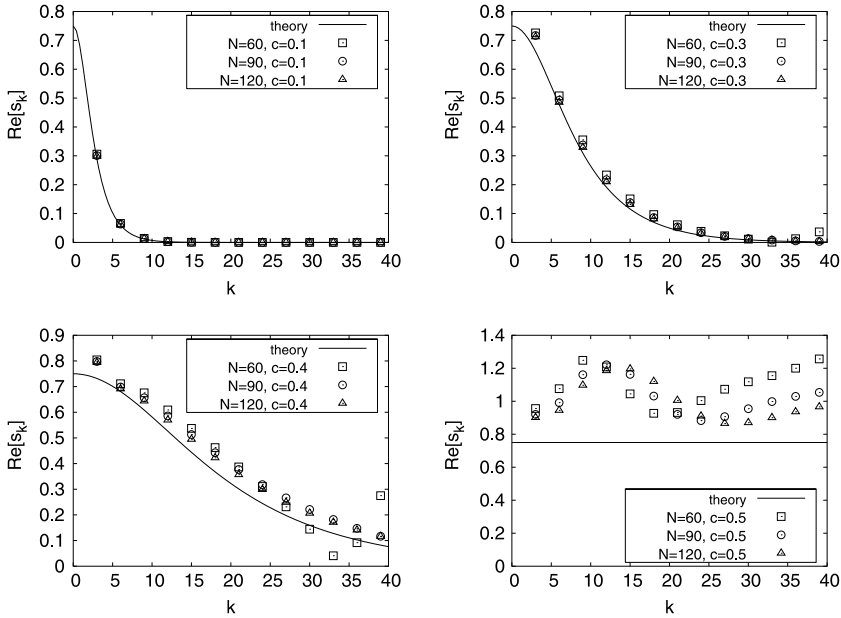 0.8
0.7
0.6
0.5
0.4
0.3
0.2
0.1
0
Re[s_k]
theory
N=60, c=0.1
N=90, c=0.1
N=120, c=0.1
0 5 10 15 20 25 30 35 40
k
0.8
0.7
0.6
0.5
0.4
0.3
0.2
0.1
0
Re[s_k]
theory
N=60, c=0.3
N=90, c=0.3
N=120, c=0.3
0 5 10 15 20 25 30 35 40
k
0.9
0.8
0.7
0.6
0.5
0.4
0.3
0.2
0.1
0
Re[s_k]
theory
N=60, c=0.4
N=90, c=0.4
N=120, c=0.4
0 5 10 15 20 25 30 35 40
k
1.4
1.2
1
0.8
0.6
0.4
0.2
0
Re[s_k]
theory
N=60, c=0.5
N=90, c=0.5
N=120, c=0.5
0 5 10 15 20 25 30 35 40
k